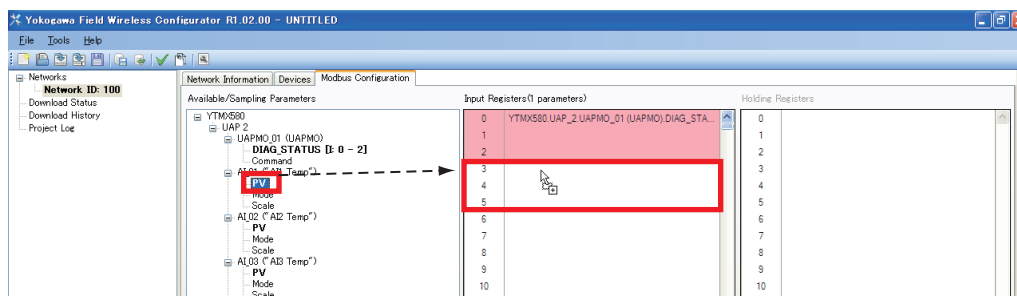 Yokogawa Field Wireless Configurator R1.02.00 - UNTITLED
File Tools Help
Networks
Network ID: 100
Download Status
Download History
Project Log
Network Information Devices Modbus Configuration
Available/Sampling Parameters
YTMX580
UAP 2
UAPMO_01 (UAPMO)
DIAG_STATUS [I: 0 - 2]
Command
AI_01 ("AI1 Temp")
PV
Mode
Scale
AI_02 ("AI2 Temp")
PV
Mode
Scale
AI_03 ("AI3 Temp")
PV
Mode
Scale
Input Registers(1 parameters)
0 YTMX580.UAP_2.UAPMO_01 (UAPMO).DIAG_STA...
1
2
3
4
5
6
7
8
9
10
Holding Registers
0
1
2
3
4
5
6
7
8
9
10